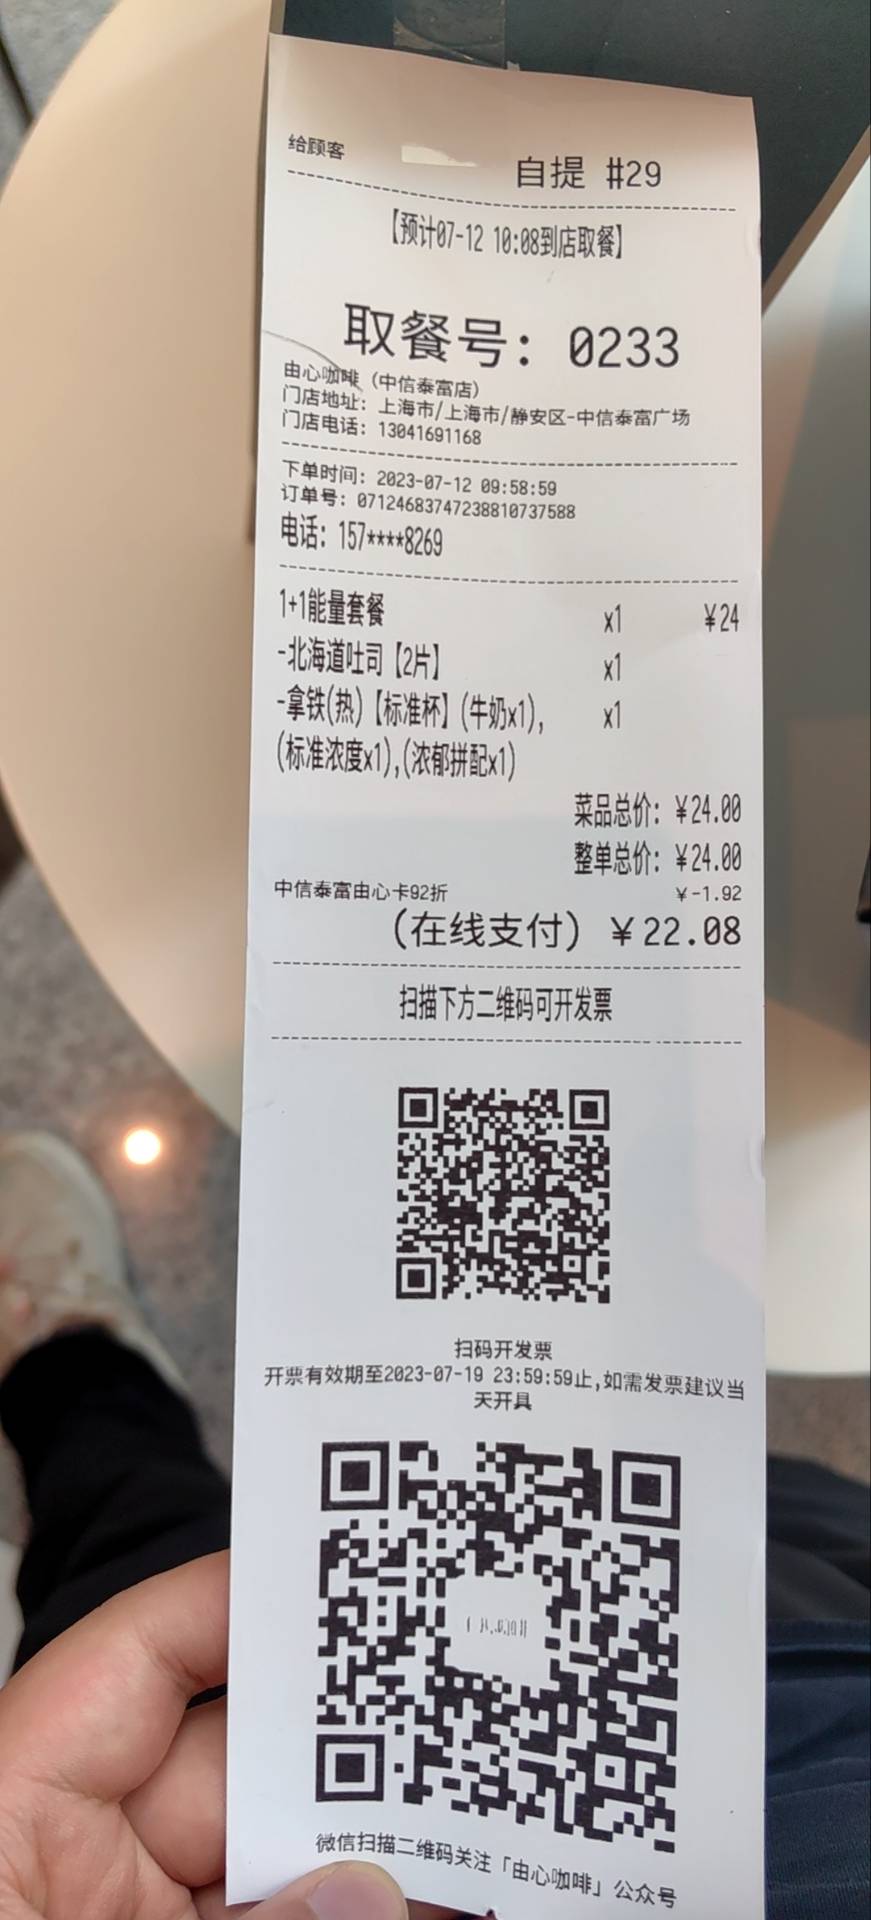 给顾客
自提 #29
【预计07-12 10:08到店取餐】
取餐号: 0233
由心咖啡（中信泰富店）
门店地址: 上海市/上海市/静安区-中信泰富广场
门店电话: 13041691168
下单时间: 2023-07-12 09:58:59
订单号: 07124683747238810737588
电话: 157****8269
1+1能量套餐 x1 ￥24
-北海道吐司【2片】 x1
-拿铁(热)【标准杯】(牛奶x1), x1
(标准浓度x1),(浓郁拼配x1)
菜品总价: ￥24.00
整单总价: ￥24.00
中信泰富由心卡92折 ￥-1.92
(在线支付) ￥22.08
扫描下方二维码可开发票
扫码开发票
开票有效期至2023-07-19 23:59:59止,如需发票建议当
天开具
微信扫描二维码关注「由心咖啡」公众号